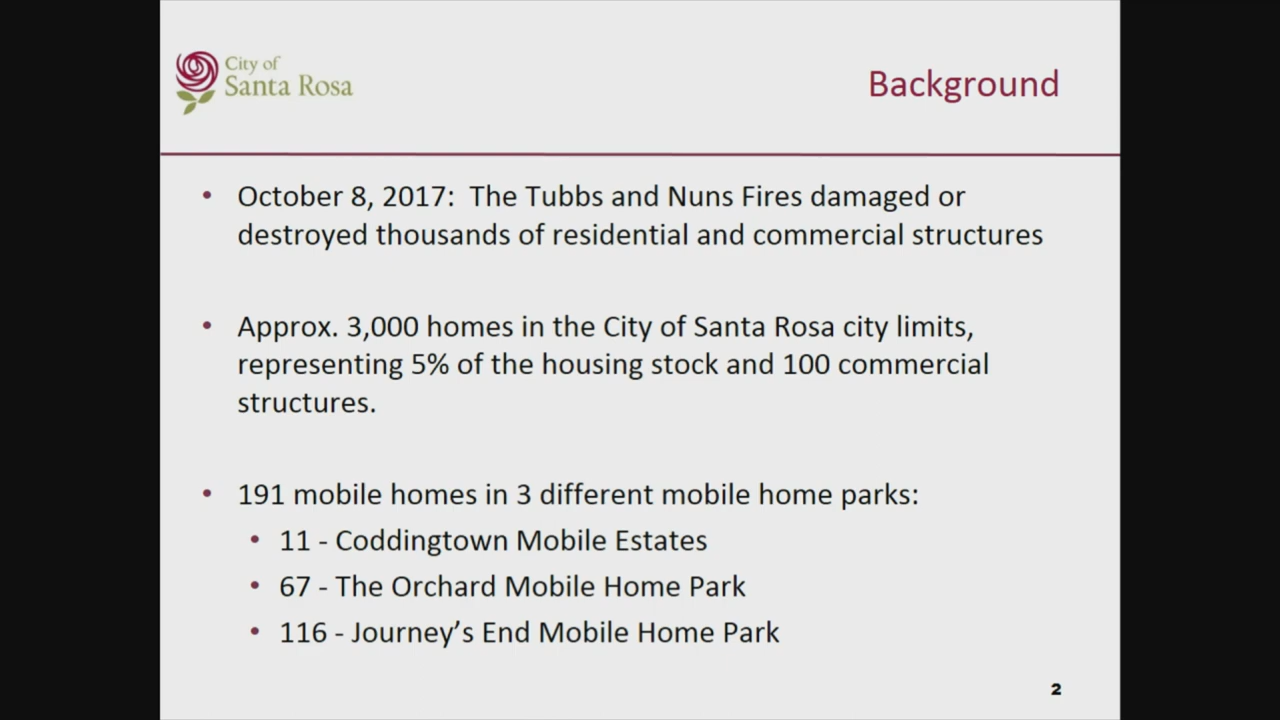 City of
Santa Rosa
Background
• October 8, 2017:  The Tubbs and Nuns Fires damaged or
destroyed thousands of residential and commercial structures
• Approx. 3,000 homes in the City of Santa Rosa city limits,
representing 5% of the housing stock and 100 commercial
structures.
• 191 mobile homes in 3 different mobile home parks:
• 11 - Coddingtown Mobile Estates
• 67 - The Orchard Mobile Home Park
• 116 - Journey’s End Mobile Home Park
2